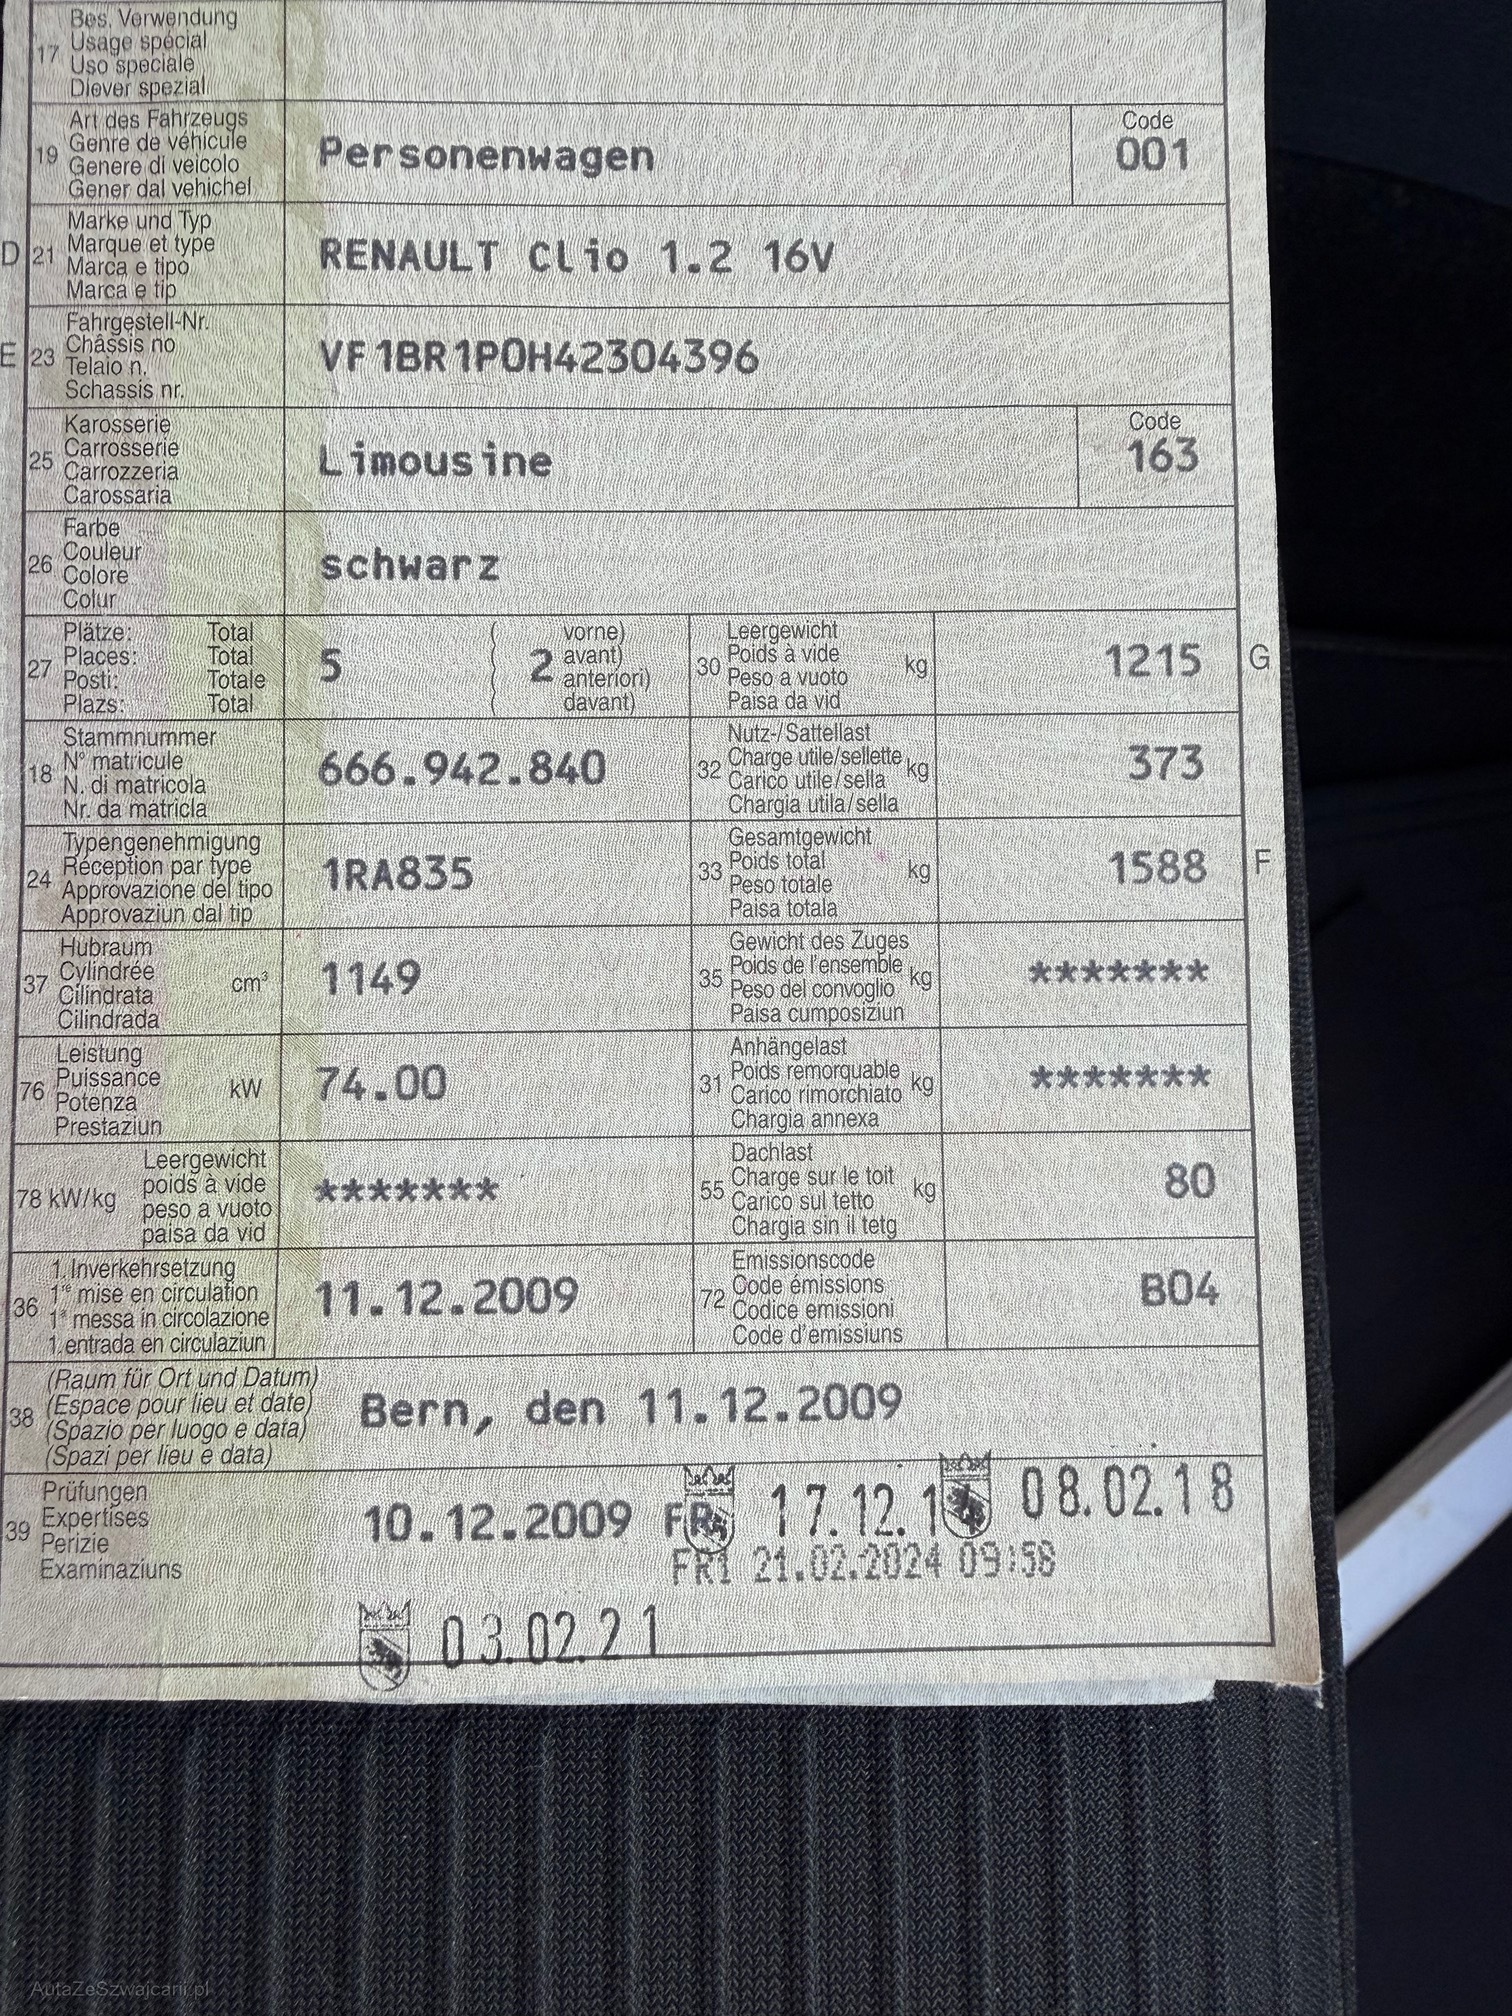 17 Bes. Verwendung
Usage spécial
Uso speciale
Diever spezial
19 Art des Fahrzeugs
Genre de véhicule
Genere di veicolo
Gener dal vehichel
Personenwagen
Code
001
D 21 Marke und Typ
Marque et type
Marca e tipo
Marca e tip
RENAULT Clio 1.2 16V
E 23 Fahrgestell-Nr.
Châssis no
Telaio n.
Schassis nr.
VF1BR1P0H42304396
25 Karosserie
Carrosserie
Carrozzeria
Carossaria
Limousine
Code
163
26 Farbe
Couleur
Colore
Colur
schwarz
27 Plätze: Total
Places: Total
Posti: Totale
Plazs: Total
5 ( 2 vorne)
avant)
anteriori)
davant)
30 Leergewicht
Poids à vide
Peso a vuoto
Paisa da vid
kg 1215 G
18 Stammnummer
N° matricule
N. di matricola
Nr. da matricla
666.942.840
32 Nutz-/Sattellast
Charge utile/sellette
Carico utile/sella
Chargia utila/sella
kg 373
24 Typengenehmigung
Réception par type
Approvazione del tipo
Approvaziun dal tip
1RA835
33 Gesamtgewicht
Poids total
Peso totale
Paisa totala
kg 1588 F
37 Hubraum
Cylindrée
Cilindrata
Cilindrada
cm³ 1149
35 Gewicht des Zuges
Poids de l'ensemble
Peso del convoglio
Paisa cumposiziun
kg *******
76 Leistung
Puissance
Potenza
Prestaziun
kW 74.00
31 Anhängelast
Poids remorquable
Carico rimorchiato
Chargia annexa
kg *******
78 kW/kg Leergewicht
poids à vide
peso a vuoto
paisa da vid
*******
55 Dachlast
Charge sur le toit
Carico sul tetto
Chargia sin il tetg
kg 80
36 1. Inverkehrsetzung
1re mise en circulation
1a messa in circolazione
1. entrada en circulaziun
11.12.2009
72 Emissionscode
Code émissions
Codice emissioni
Code d'emissiuns
B04
38 (Raum für Ort und Datum)
(Espace pour lieu et date)
(Spazio per luogo e data)
(Spazi per lieu e data)
Bern, den 11.12.2009
39 Prüfungen
Expertises
Perizie
Examinaziuns
10.12.2009 17.12.1 08.02.18
FR1 21.02.2024 09:58
03.02.21
AutaZeSzwajcarii.pl